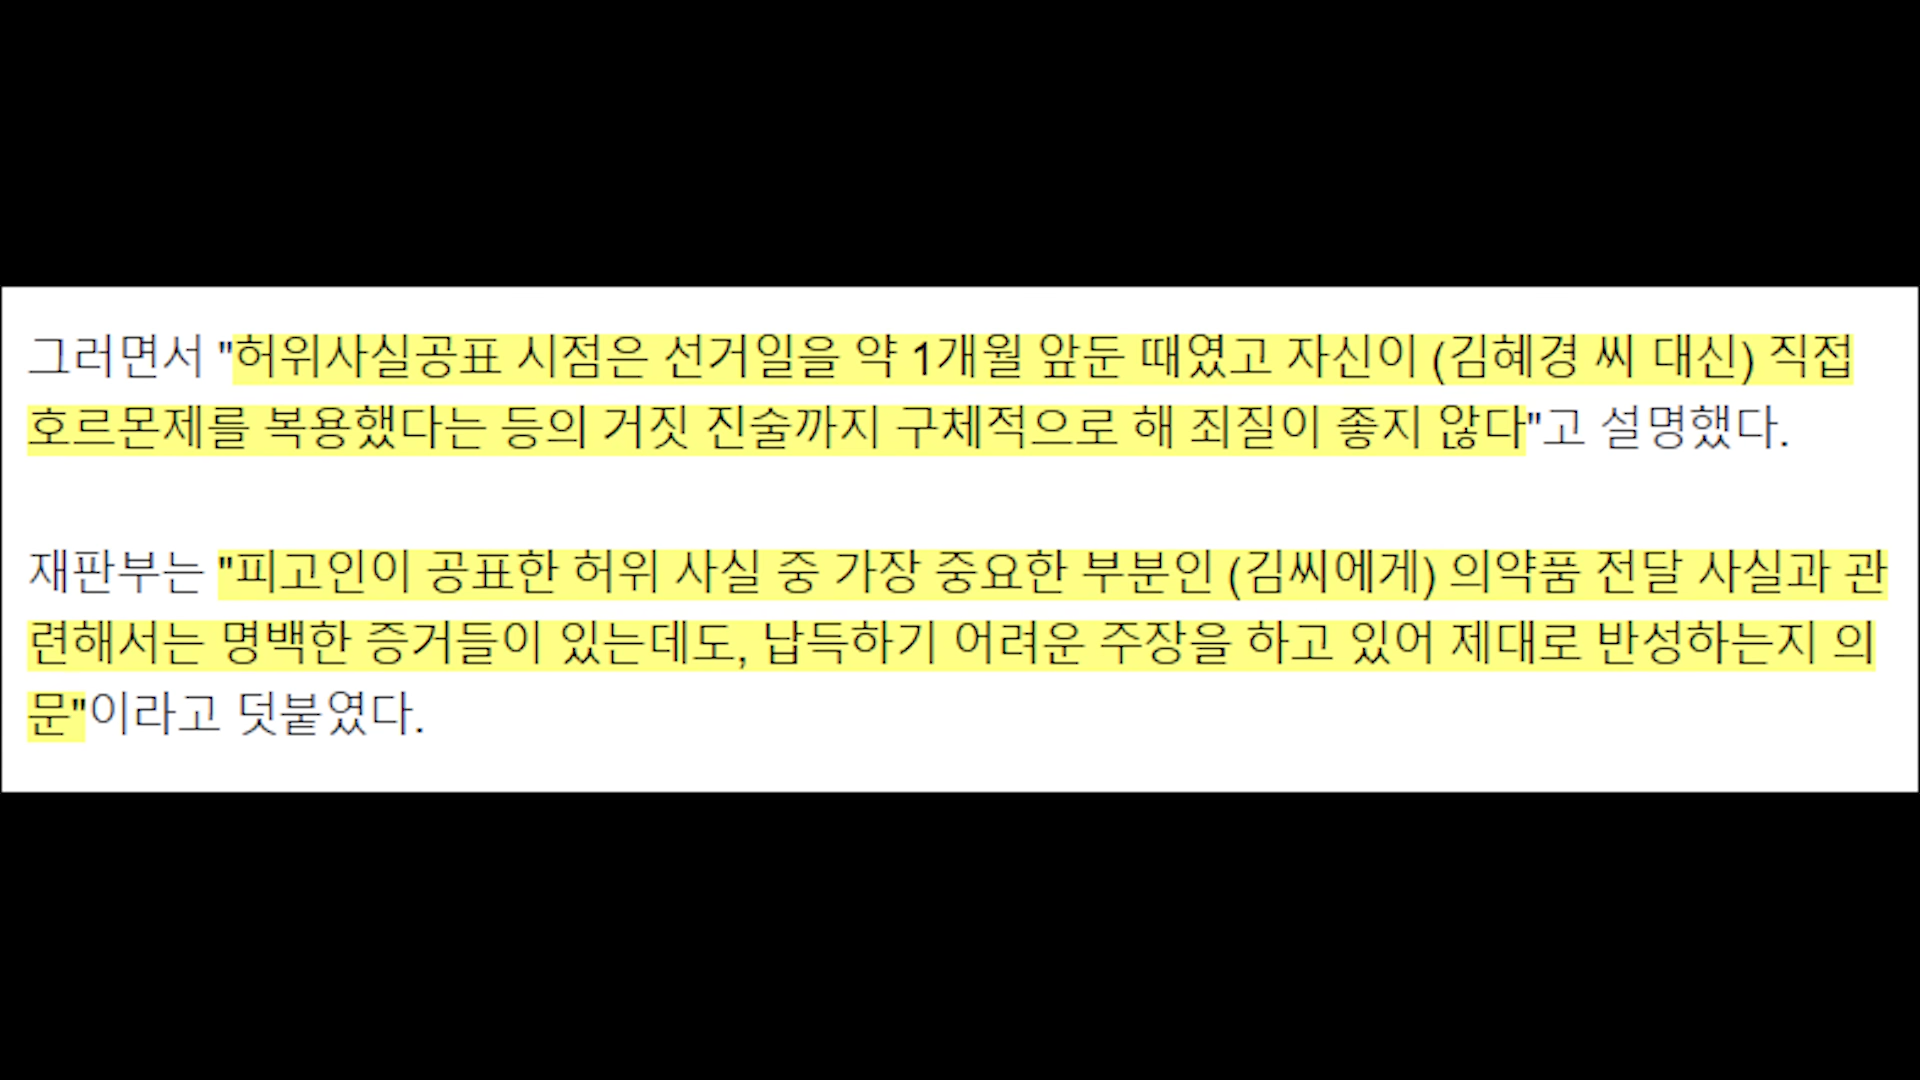 그러면서 "허위사실공표 시점은 선거일을 약 1개월 앞둔 때였고 자신이 (김혜경 씨 대신) 직접
호르몬제를 복용했다는 등의 거짓 진술까지 구체적으로 해 죄질이 좋지 않다"고 설명했다.
재판부는 "피고인이 공표한 허위 사실 중 가장 중요한 부분인 (김씨에게) 의약품 전달 사실과 관
련해서는 명백한 증거들이 있는데도, 납득하기 어려운 주장을 하고 있어 제대로 반성하는지 의
문"이라고 덧붙였다.